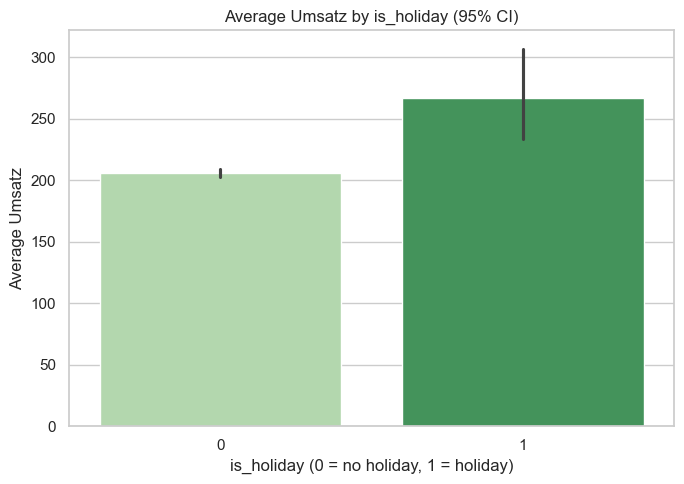 Average Umsatz by is_holiday (95% CI)
300
250
200
150
100
50
0
Average Umsatz
0 1
is_holiday (0 = no holiday, 1 = holiday)